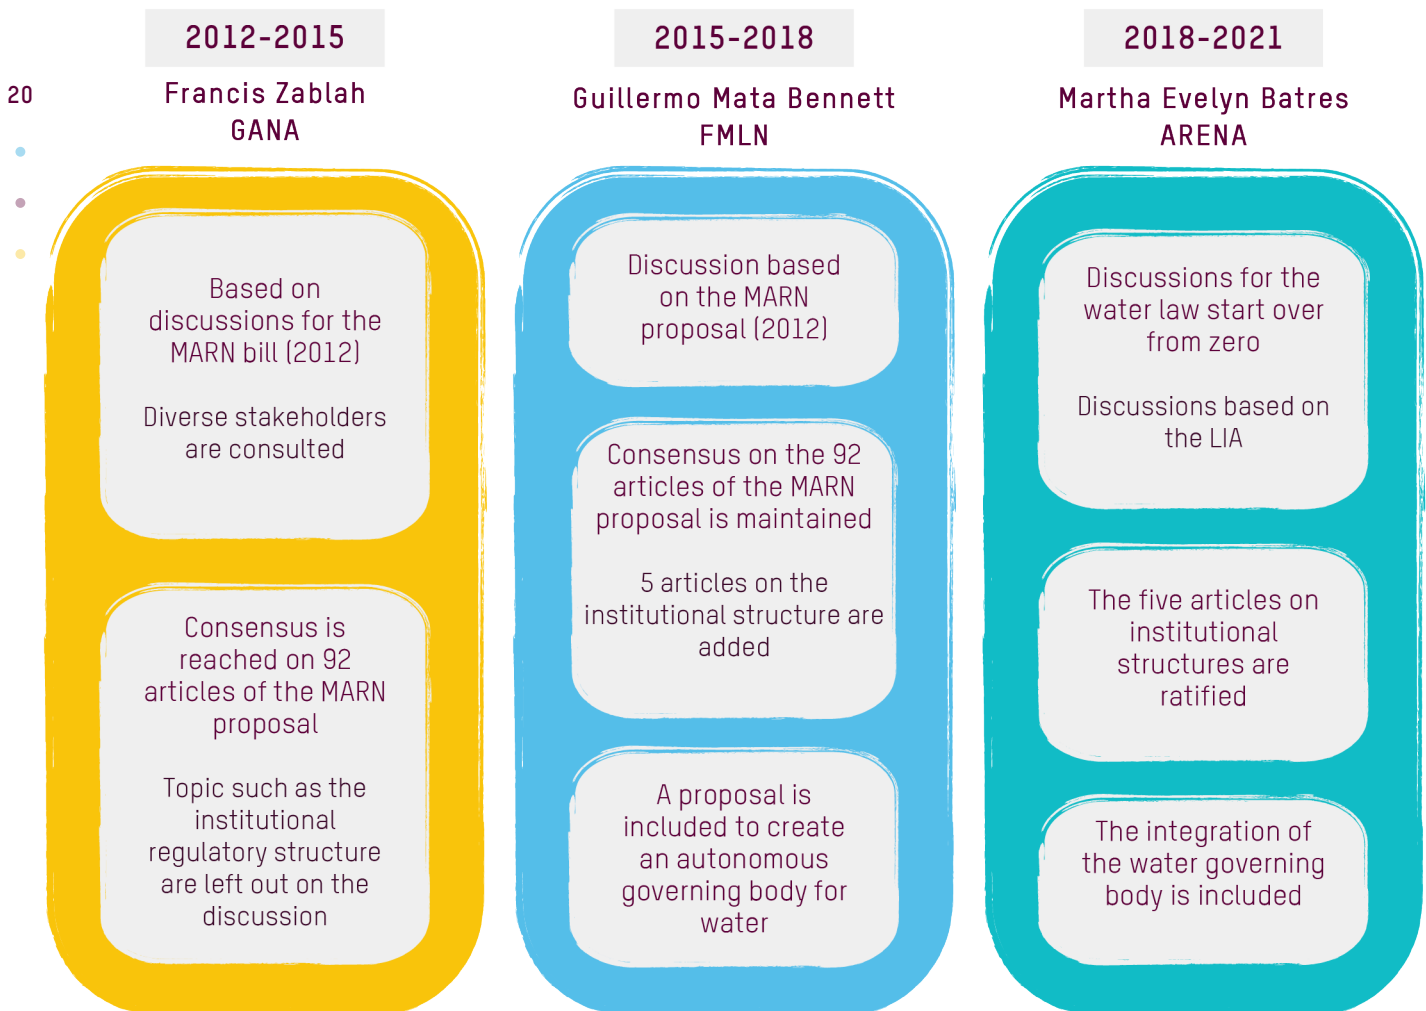 20
2012-2015
Francis Zablah
GANA
Based on
discussions for the
MARN bill (2012)
Diverse stakeholders
are consulted
Consensus is
reached on 92
articles of the MARN
proposal
Topic such as the
institutional
regulatory structure
are left out on the
discussion
2015-2018
Guillermo Mata Bennett
FMLN
Discussion based
on the MARN
proposal (2012)
Consensus on the 92
articles of the MARN
proposal is maintained
5 articles on the
institutional structure are
added
A proposal is
included to create
an autonomous
governing body for
water
2018-2021
Martha Evelyn Batres
ARENA
Discussions for the
water law start over
from zero
Discussions based on
the LIA
The five articles on
institutional
structures are
ratified
The integration of
the water governing
body is included